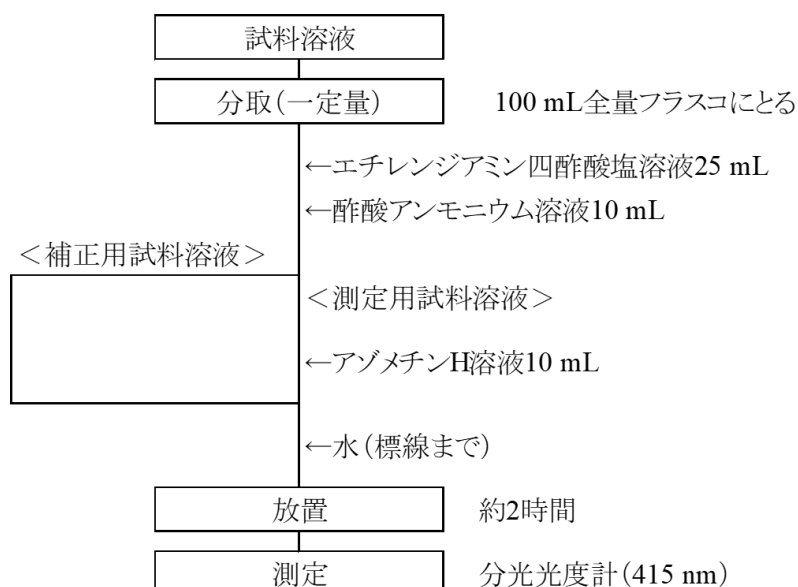 試料溶液
分取(一定量) 100 mL全量フラスコにとる
←エチレンジアミン四酢酸塩溶液25 mL
←酢酸アンモニウム溶液10 mL
＜補正用試料溶液＞
＜測定用試料溶液＞
←アゾメチンH溶液10 mL
←水(標線まで)
放置 約2時間
測定 分光光度計(415 nm)